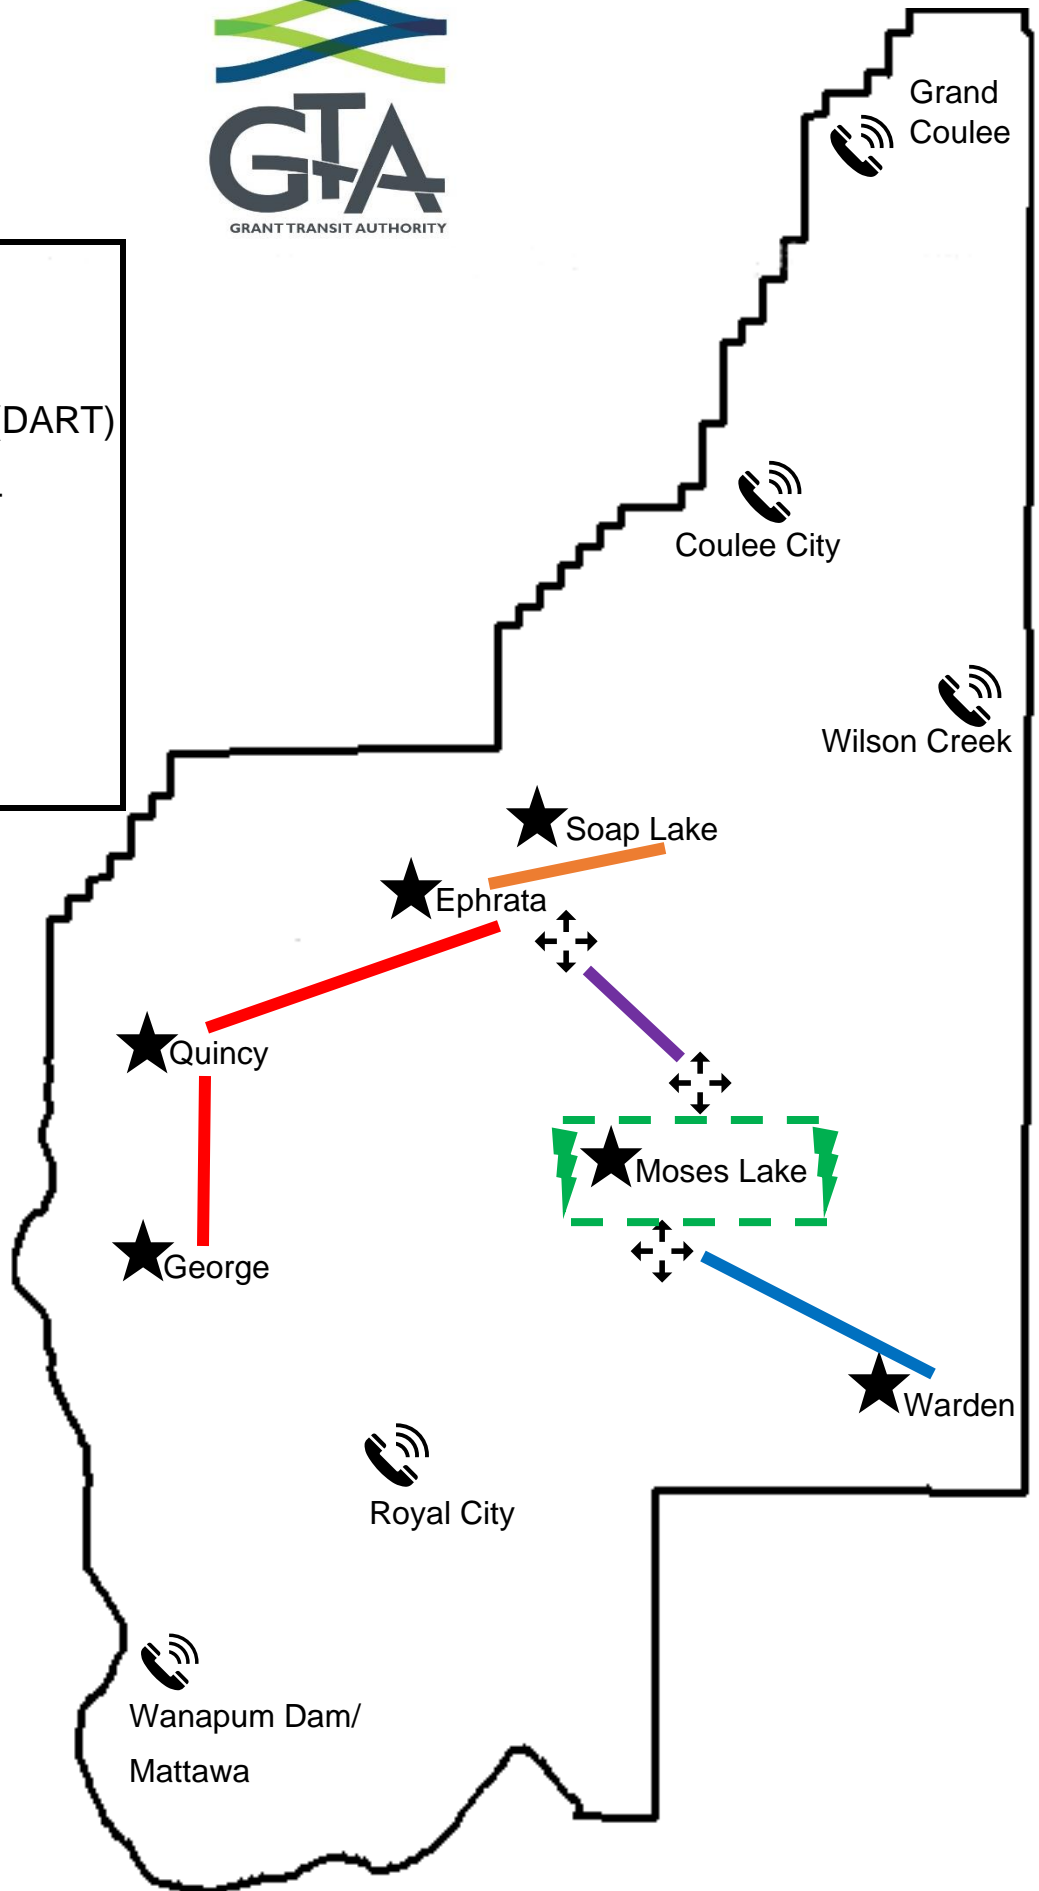 GTA
GRANT TRANSIT AUTHORITY
Grand
Coulee
(DART)
Coulee City
Wilson Creek
Soap Lake
Ephrata
Quincy
Moses Lake
George
Warden
Royal City
Wanapum Dam/
Mattawa